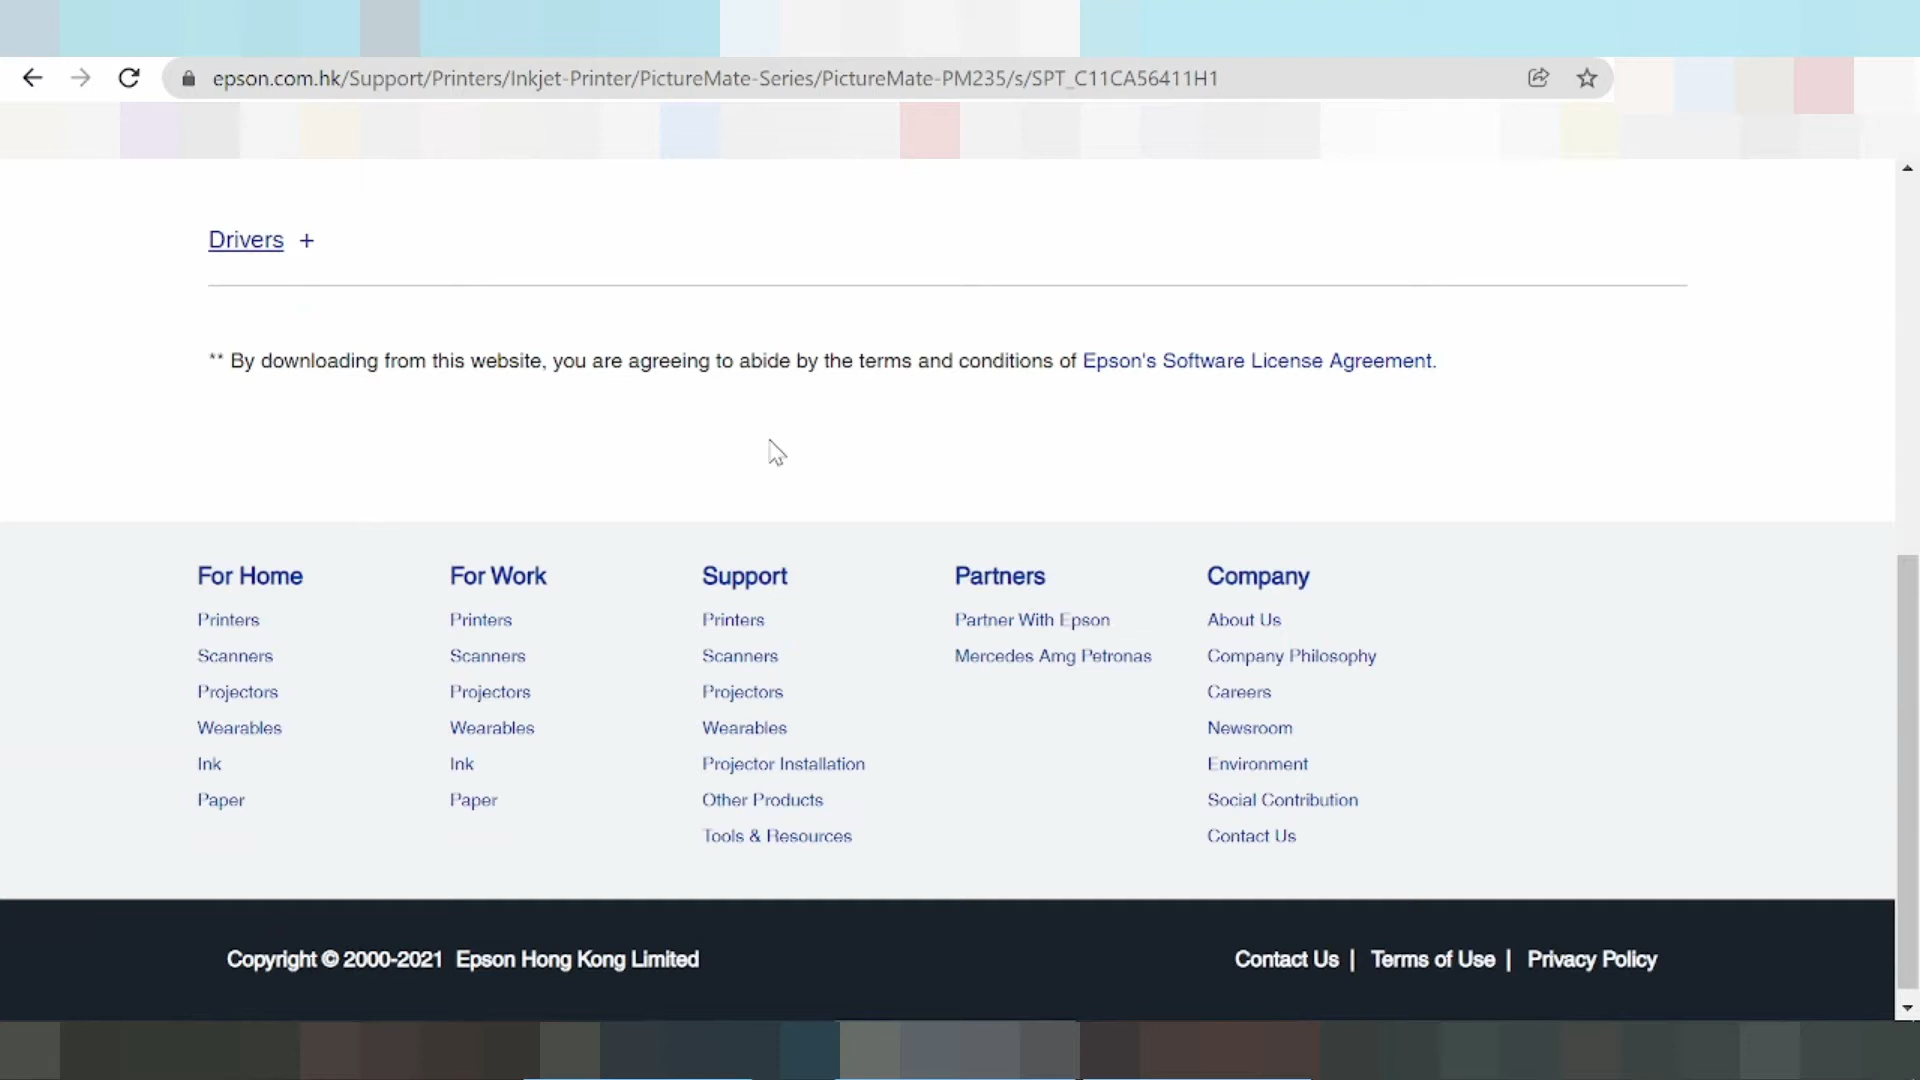 epson.com.hk/Support/Printers/Inkjet-Printer/PictureMate-Series/PictureMate-PM235/s/SPT_C11CA56411H1
Drivers +
** By downloading from this website, you are agreeing to abide by the terms and conditions of Epson's Software License Agreement.
For Home
Printers
Scanners
Projectors
Wearables
Ink
Paper
For Work
Printers
Scanners
Projectors
Wearables
Ink
Paper
Support
Printers
Scanners
Projectors
Wearables
Projector Installation
Other Products
Tools & Resources
Partners
Partner With Epson
Mercedes Amg Petronas
Company
About Us
Company Philosophy
Careers
Newsroom
Environment
Social Contribution
Contact Us
Copyright © 2000-2021 Epson Hong Kong Limited
Contact Us | Terms of Use | Privacy Policy